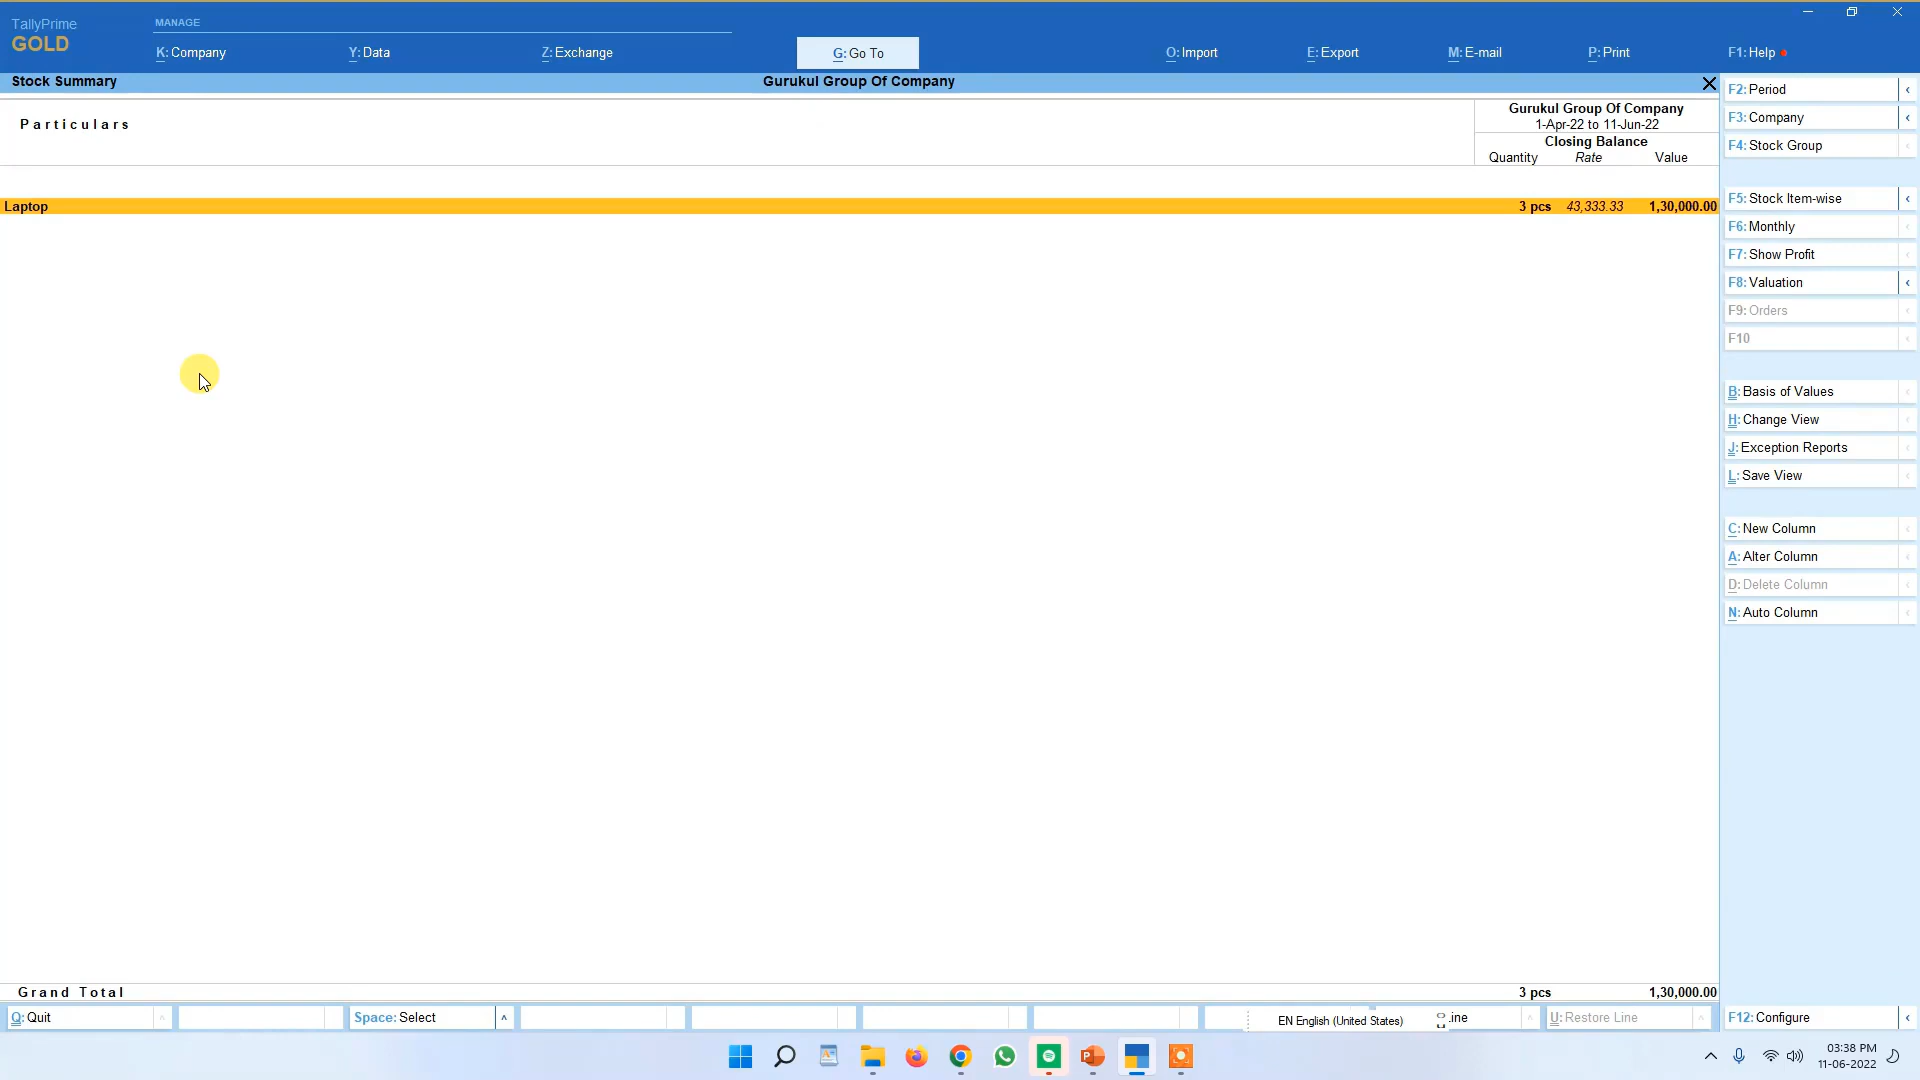 TallyPrime
GOLD
MANAGE
K: Company
Y: Data
Z: Exchange
G: Go To
O: Import
E: Export
M: E-mail
P: Print
F1: Help
Stock Summary
Gurukul Group Of Company
Particulars
Gurukul Group Of Company
1-Apr-22 to 11-Jun-22
Closing Balance
Quantity Rate Value
Laptop 3 pcs 43,333.33 1,30,000.00
Grand Total 3 pcs 1,30,000.00
F2: Period
F3: Company
F4: Stock Group
F5: Stock Item-wise
F6: Monthly
F7: Show Profit
F8: Valuation
F9: Orders
F10
B: Basis of Values
H: Change View
J: Exception Reports
L: Save View
C: New Column
A: Alter Column
D: Delete Column
N: Auto Column
Q: Quit
Space: Select
EN English (United States)
U: Restore Line
F12: Configure
03:38 PM
11-06-2022